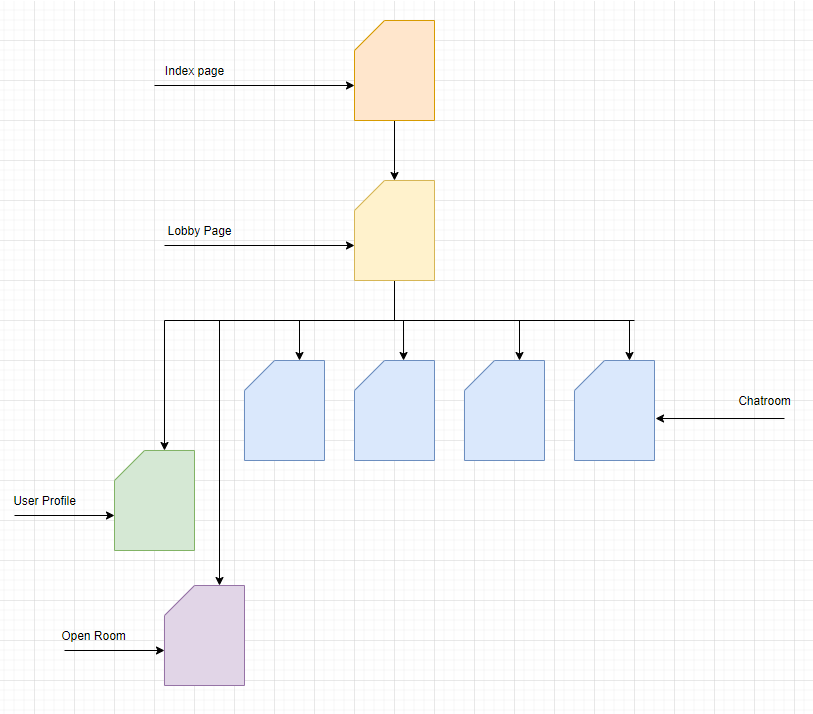 Index page
Lobby Page
Chatroom
User Profile
Open Room